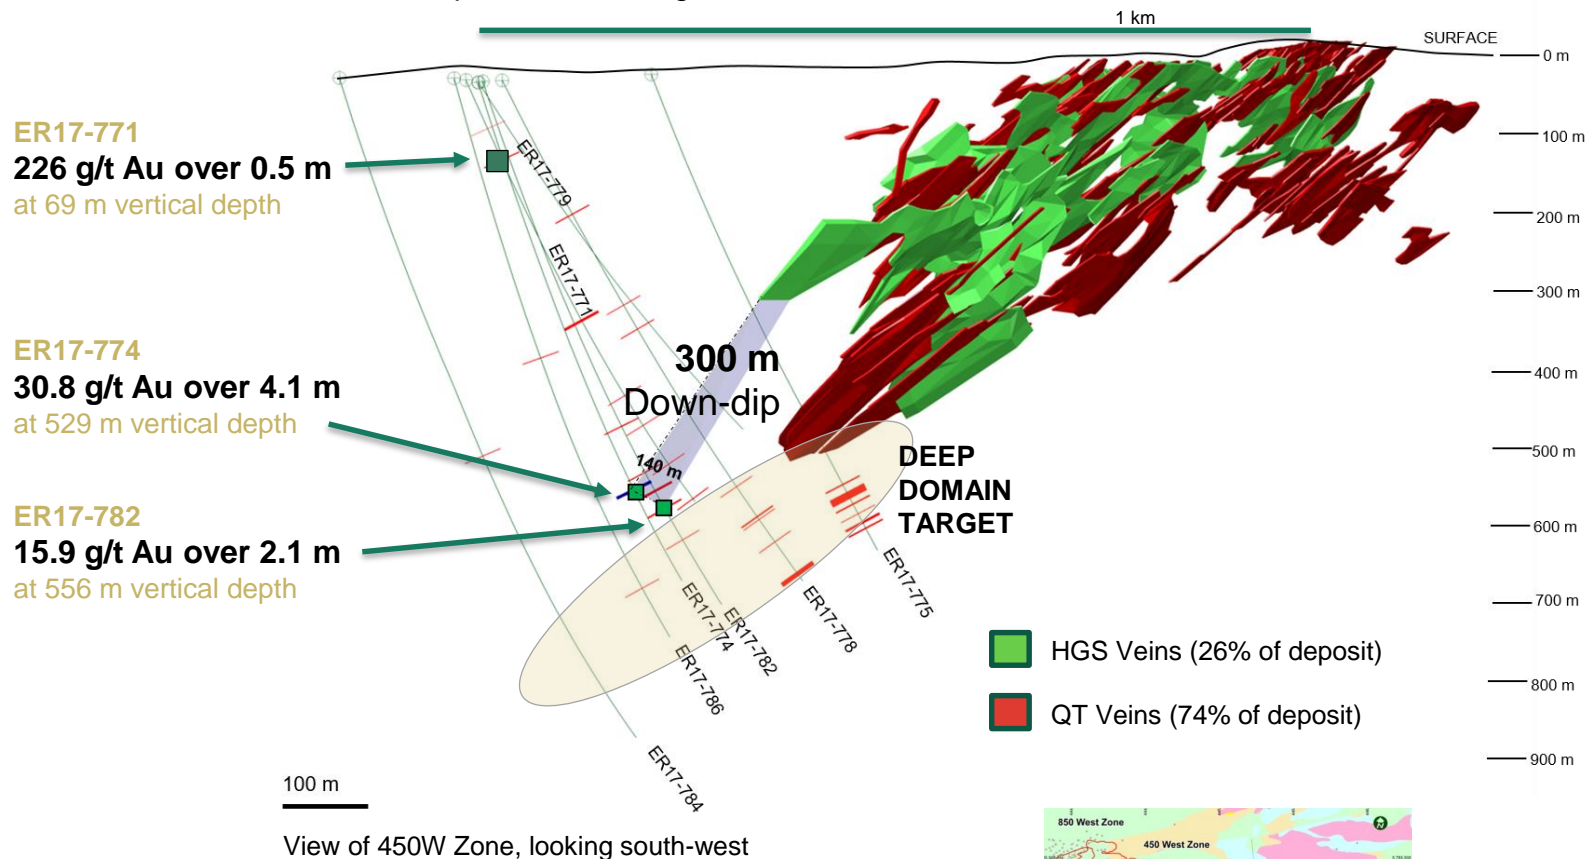 1 km
SURFACE
0 m
100 m
200 m
300 m
400 m
500 m
600 m
700 m
800 m
900 m
ER17-771
226 g/t Au over 0.5 m
at 69 m vertical depth
ER17-774
30.8 g/t Au over 4.1 m
at 529 m vertical depth
ER17-782
15.9 g/t Au over 2.1 m
at 556 m vertical depth
ER17-779
ER17-771
300 m
Down-dip
140 m
DEEP
DOMAIN
TARGET
ER17-775
ER17-778
ER17-782
ER17-774
ER17-786
ER17-784
HGS Veins (26% of deposit)
QT Veins (74% of deposit)
100 m
View of 450W Zone, looking south-west
850 West Zone
450 West Zone
N